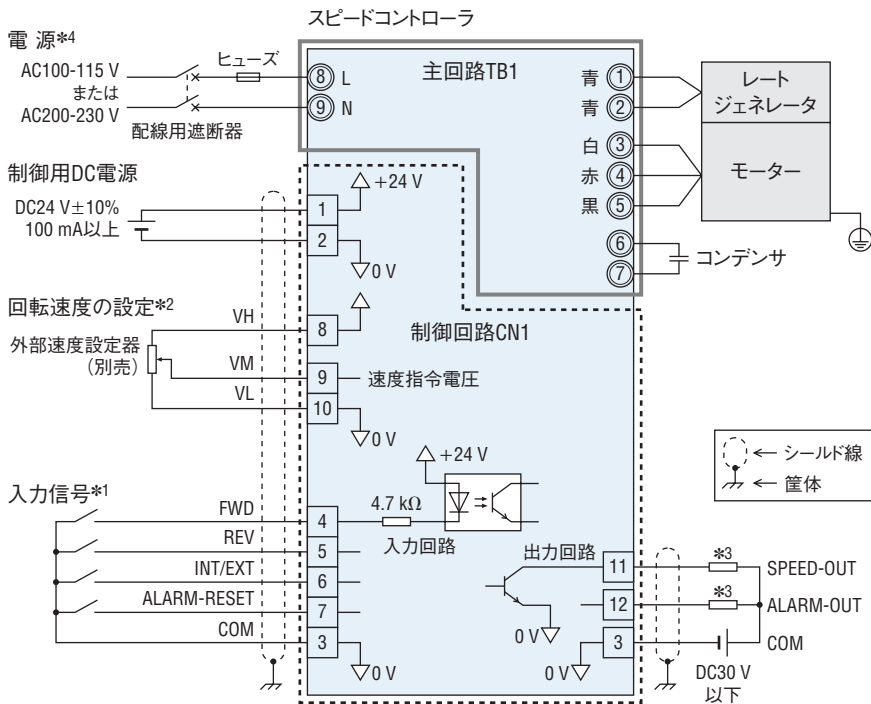 スピードコントローラ
電 源*4
AC100-115 V
または
AC200-230 V
ヒューズ
配線用遮断器
8 L
9 N
主回路TB1
青 1
青 2
白 3
赤 4
黒 5
6
7
レート
ジェネレータ
モーター
コンデンサ
制御用DC電源
DC24 V±10%
100 mA以上
1
+24 V
2
0 V
回転速度の設定*2
外部速度設定器
(別売)
VH
8
VM
9
速度指令電圧
VL
10
0 V
制御回路CN1
シールド線
筐体
+24 V
4.7 kΩ
入力回路
入力信号*1
FWD
4
REV
5
INT/EXT
6
ALARM-RESET
7
COM
3
0 V
出力回路
11
*3
SPEED-OUT
12
*3
ALARM-OUT
0 V
0 V
3
COM
DC30 V
以下